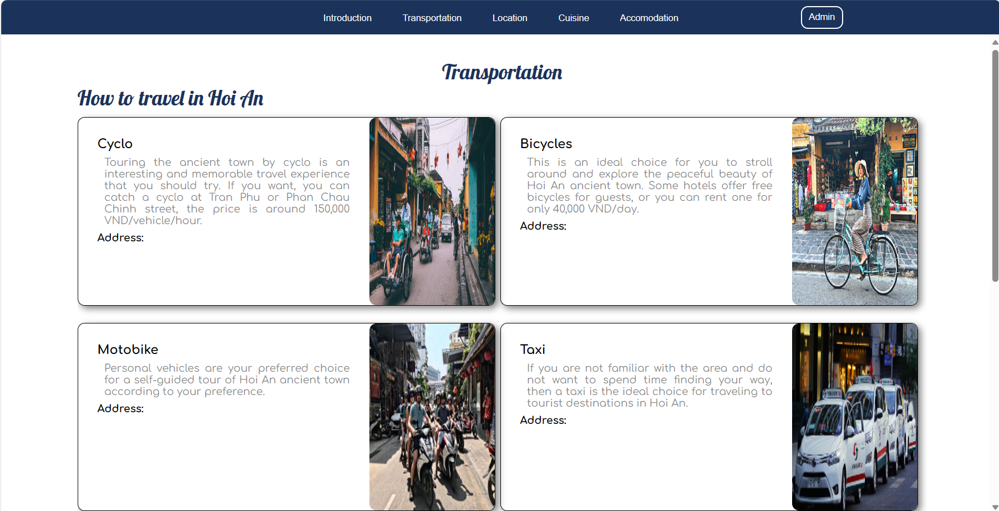 Introduction
Transportation
Location
Cuisine
Accomodation
Admin
Transportation
How to travel in Hoi An
Cyclo
Touring the ancient town by cyclo is an
interesting and memorable travel experience
that you should try. If you want, you can
catch a cyclo at Tran Phu or Phan Chau
Chinh street, the price is around 150,000
VND/vehicle/hour.
Address:
Bicycles
This is an ideal choice for you to stroll
around and explore the peaceful beauty of
Hoi An ancient town. Some hotels offer free
bicycles for guests, or you can rent one for
only 40,000 VND/day.
Address:
Motobike
Personal vehicles are your preferred choice
for a self-guided tour of Hoi An ancient town
according to your preference.
Address:
Taxi
If you are not familiar with the area and do
not want to spend time finding your way,
then a taxi is the ideal choice for traveling to
tourist destinations in Hoi An.
Address:
VINASUN TAXI